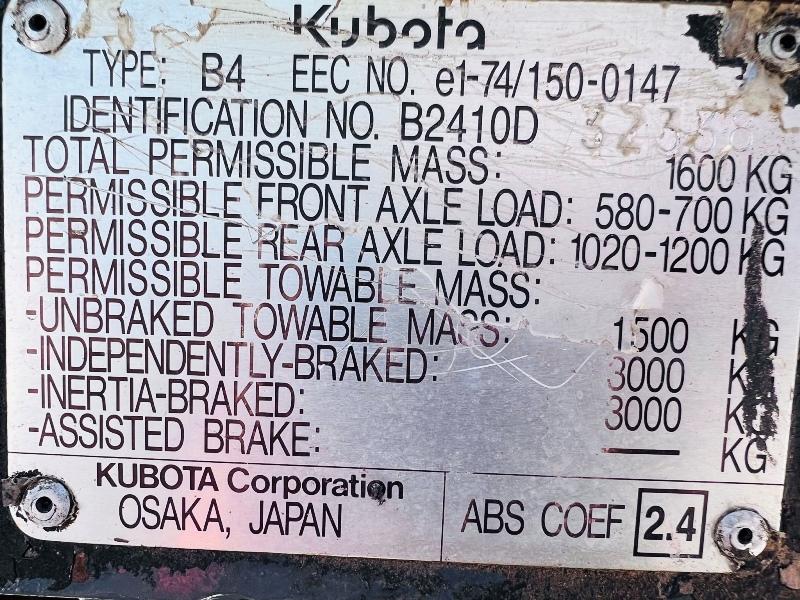 Kubota
TYPE: B4 EEC NO. e1-74/150-0147
IDENTIFICATION NO. B2410D
TOTAL PERMISSIBLE MASS: 1600 KG
PERMISSIBLE FRONT AXLE LOAD: 580-700 KG
PERMISSIBLE REAR AXLE LOAD: 1020-1200 KG
PERMISSIBLE TOWABLE MASS:
-UNBRAKED TOWABLE MASS: 1500 KG
-INDEPENDENTLY-BRAKED: 3000 KG
-INERTIA-BRAKED: 3000 KG
-ASSISTED BRAKE: — KG
KUBOTA Corporation
OSAKA, JAPAN
ABS COEF 2.4